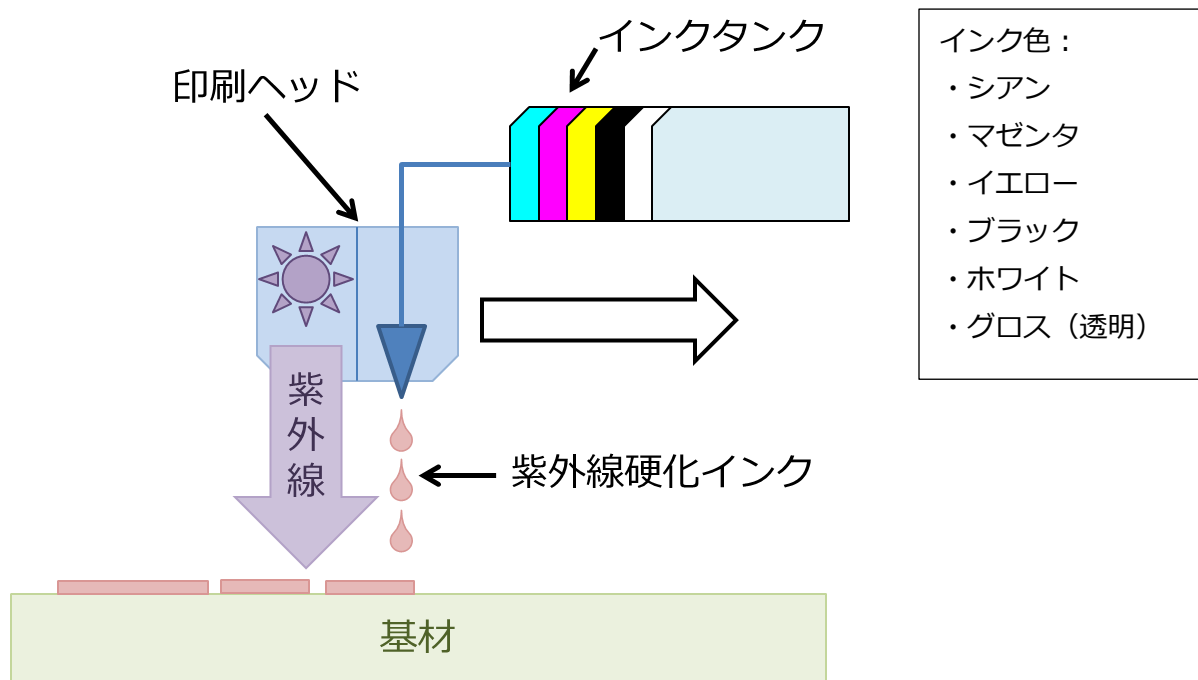 インクタンク
印刷ヘッド
インク色：
・シアン
・マゼンタ
・イエロー
・ブラック
・ホワイト
・グロス（透明）
紫外線
紫外線硬化インク
基材